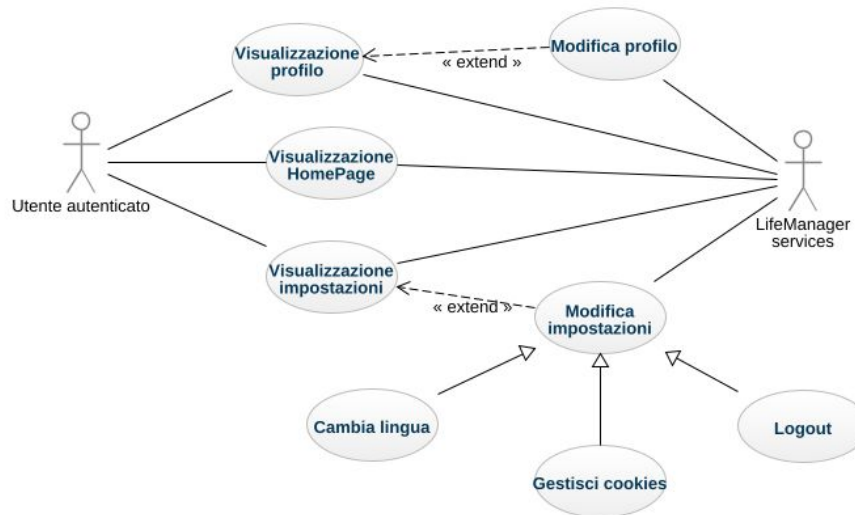 Visualizzazione
profilo
Modifica profilo
« extend »
Visualizzazione
HomePage
Utente autenticato
LifeManager
services
Visualizzazione
impostazioni
« extend »
Modifica
impostazioni
Cambia lingua
Logout
Gestisci cookies